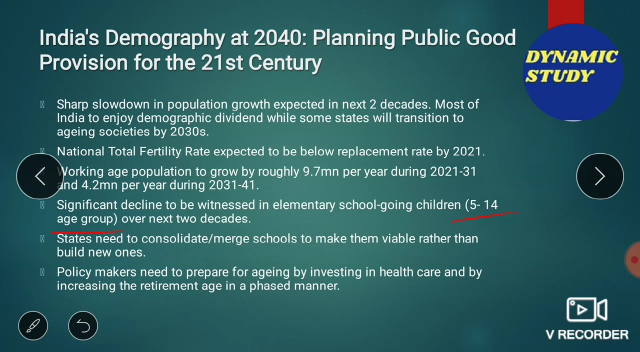 India's Demography at 2040: Planning Public Good
Provision for the 21st Century
DYNAMIC
STUDY
Sharp slowdown in population growth expected in next 2 decades. Most of
India to enjoy demographic dividend while some states will transition to
ageing societies by 2030s.
National Total Fertility Rate expected to be below replacement rate by 2021.
Working age population to grow by roughly 9.7mn per year during 2021-31
and 4.2mn per year during 2031-41.
Significant decline to be witnessed in elementary school-going children (5- 14
age group) over next two decades.
States need to consolidate/merge schools to make them viable rather than
build new ones.
Policy makers need to prepare for ageing by investing in health care and by
increasing the retirement age in a phased manner.
V RECORDER